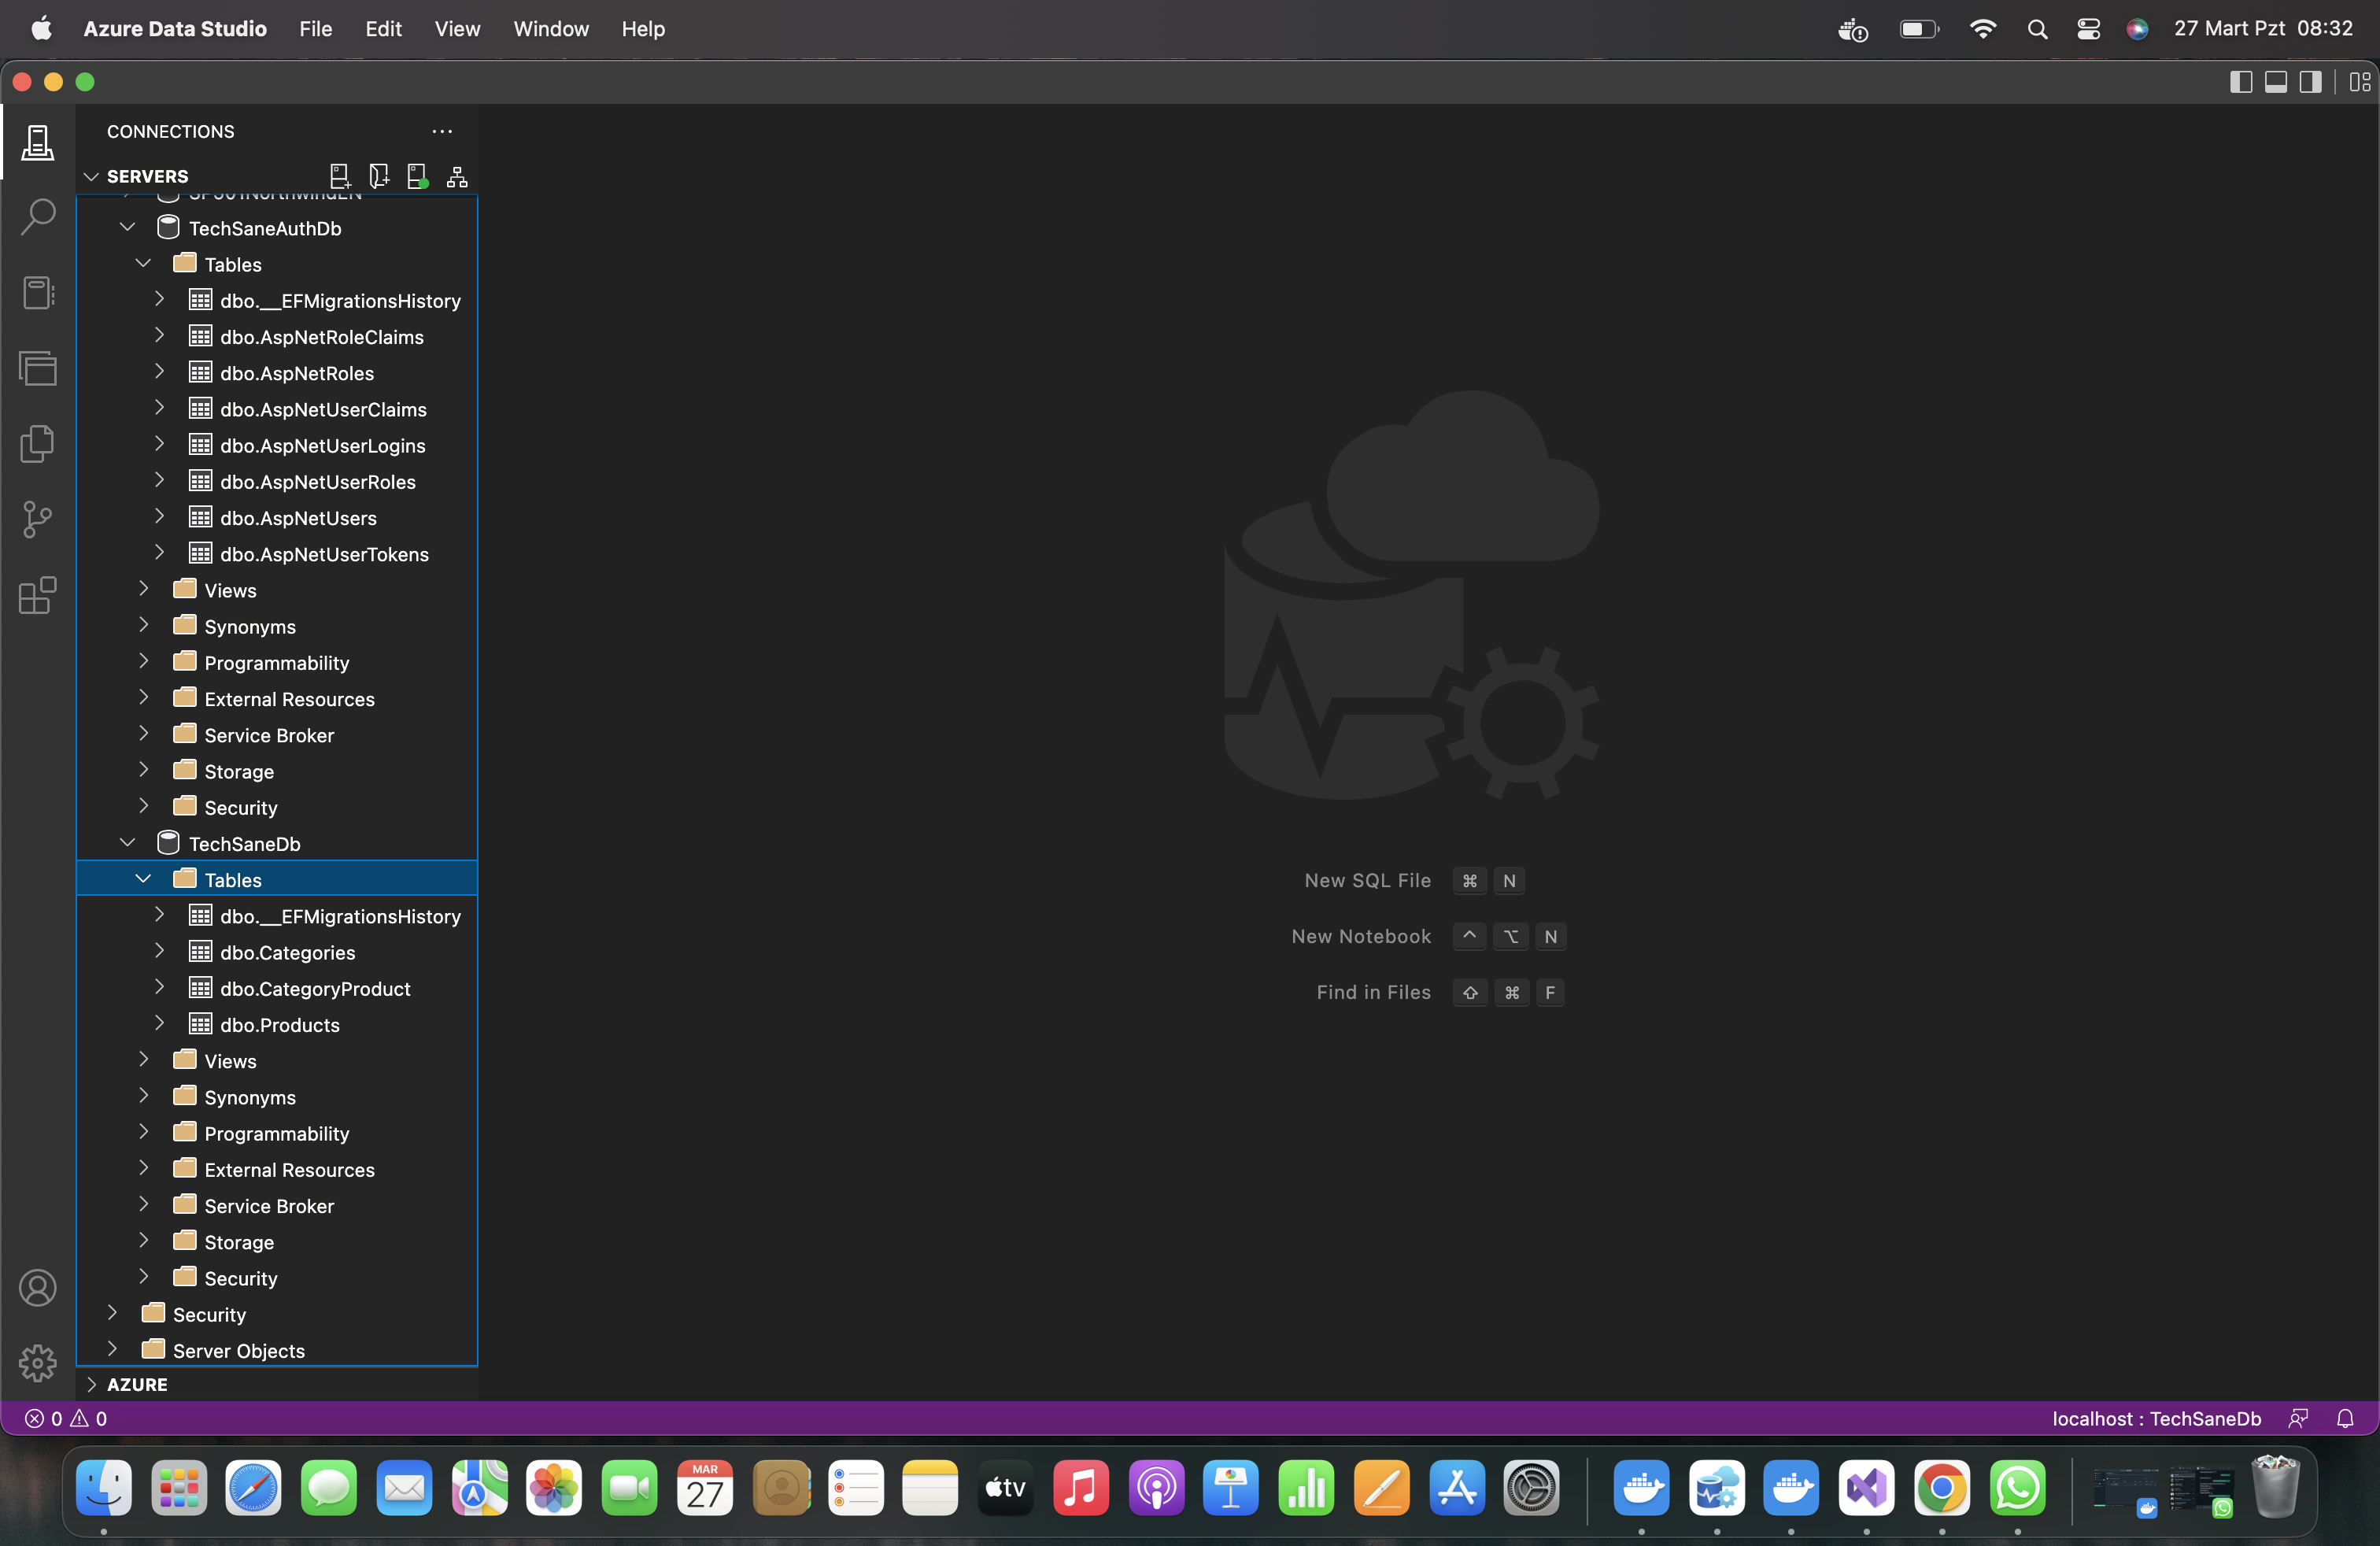 Azure Data Studio File Edit View Window Help 27 Mart Pzt 08:32
CONNECTIONS
SERVERS
SP501NorthwindEN
TechSaneAuthDb
Tables
dbo.__EFMigrationsHistory
dbo.AspNetRoleClaims
dbo.AspNetRoles
dbo.AspNetUserClaims
dbo.AspNetUserLogins
dbo.AspNetUserRoles
dbo.AspNetUsers
dbo.AspNetUserTokens
Views
Synonyms
Programmability
External Resources
Service Broker
Storage
Security
TechSaneDb
Tables
dbo.__EFMigrationsHistory
dbo.Categories
dbo.CategoryProduct
dbo.Products
Views
Synonyms
Programmability
External Resources
Service Broker
Storage
Security
Security
Server Objects
AZURE
New SQL File ⌘ N
New Notebook ^ ⌥ N
Find in Files ⇧ ⌘ F
0 0 localhost : TechSaneDb
MAR
27
tv